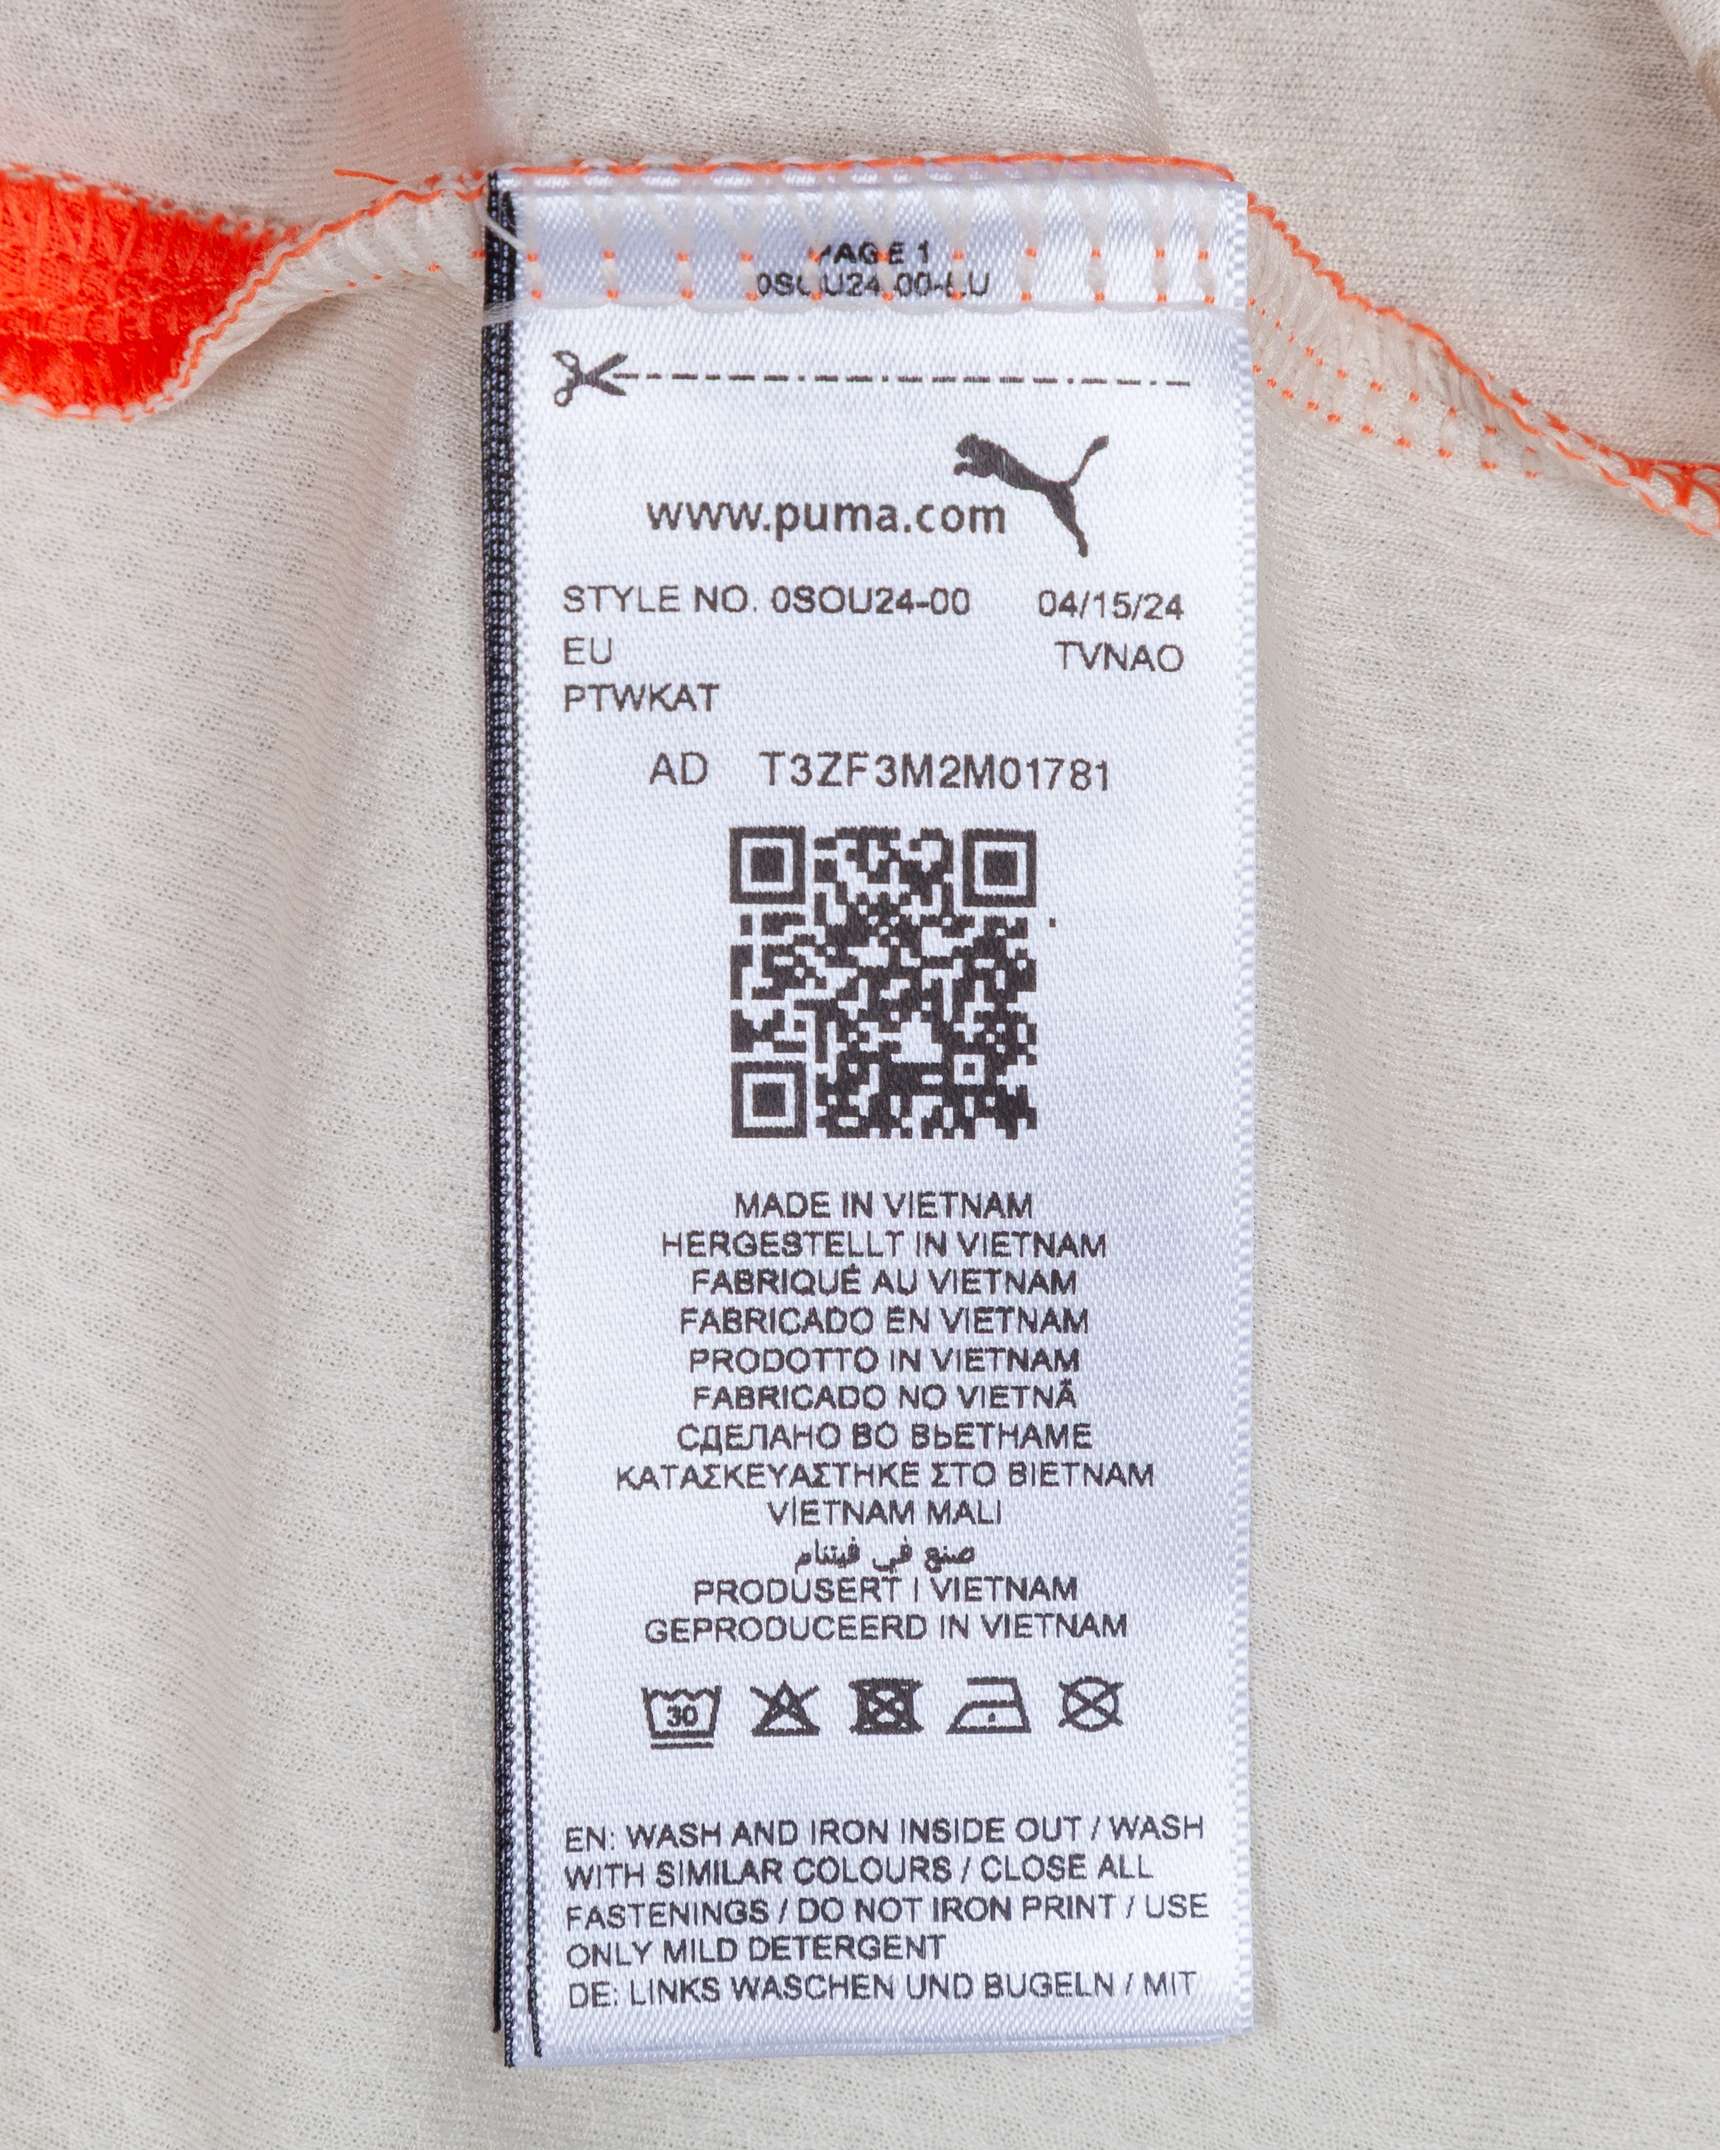 PAGE 1
0SOU24-00-EU
www.puma.com
STYLE NO. 0SOU24-00 04/15/24
EU TVNAO
PTWKAT
AD T3ZF3M2M01781
MADE IN VIETNAM
HERGESTELLT IN VIETNAM
FABRIQUÉ AU VIETNAM
FABRICADO EN VIETNAM
PRODOTTO IN VIETNAM
FABRICADO NO VIETNÃ
СДЕЛАНО ВО ВЬЕТНАМЕ
ΚΑΤΑΣΚΕΥΑΣΤΗΚΕ ΣΤΟ ΒΙΕΤΝΑΜ
VIETNAM MALI
صنع في فيتنام
PRODUSERT I VIETNAM
GEPRODUCEERD IN VIETNAM
30
EN: WASH AND IRON INSIDE OUT / WASH
WITH SIMILAR COLOURS / CLOSE ALL
FASTENINGS / DO NOT IRON PRINT / USE
ONLY MILD DETERGENT
DE: LINKS WASCHEN UND BUGELN / MIT